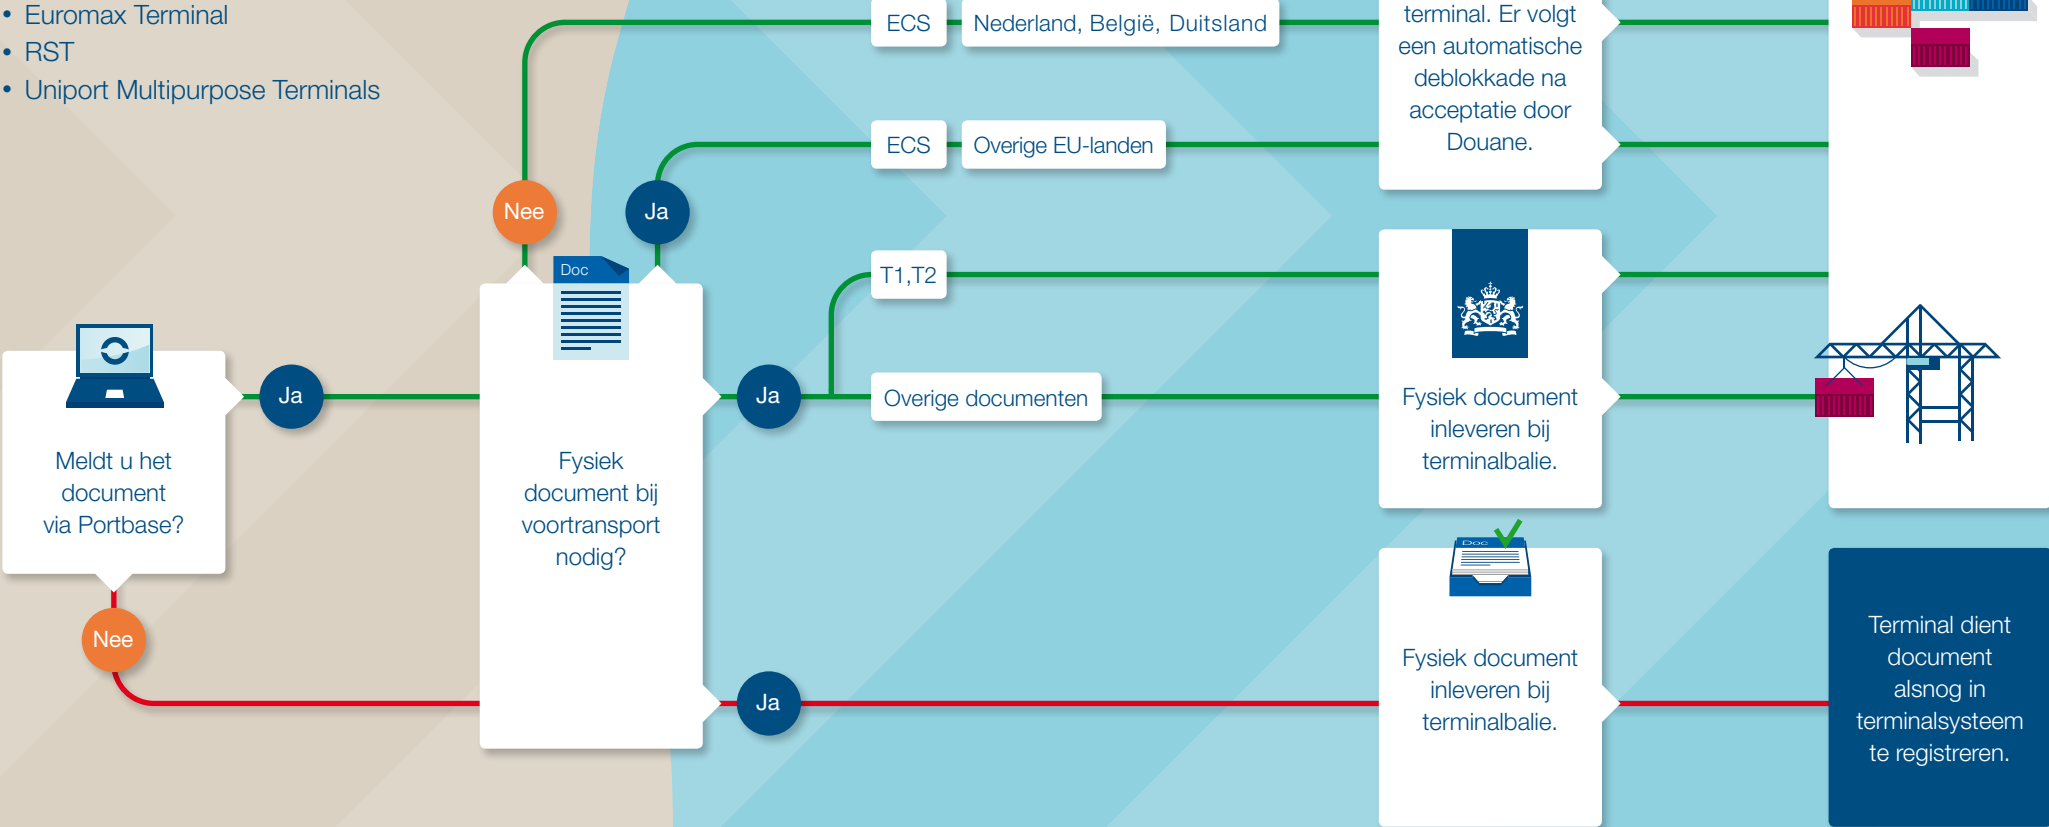 • Euromax Terminal
• RST
• Uniport Multipurpose Terminals
ECS
Nederland, België, Duitsland
terminal. Er volgt
een automatische
deblokkade na
acceptatie door
Douane.
ECS
Overige EU-landen
Nee
Ja
Doc
T1,T2
Ja
Ja
Overige documenten
Fysiek document
inleveren bij
terminalbalie.
Meldt u het
document
via Portbase?
Fysiek
document bij
voortransport
nodig?
Doc
Nee
Ja
Fysiek document
inleveren bij
terminalbalie.
Terminal dient
document
alsnog in
terminalsysteem
te registreren.